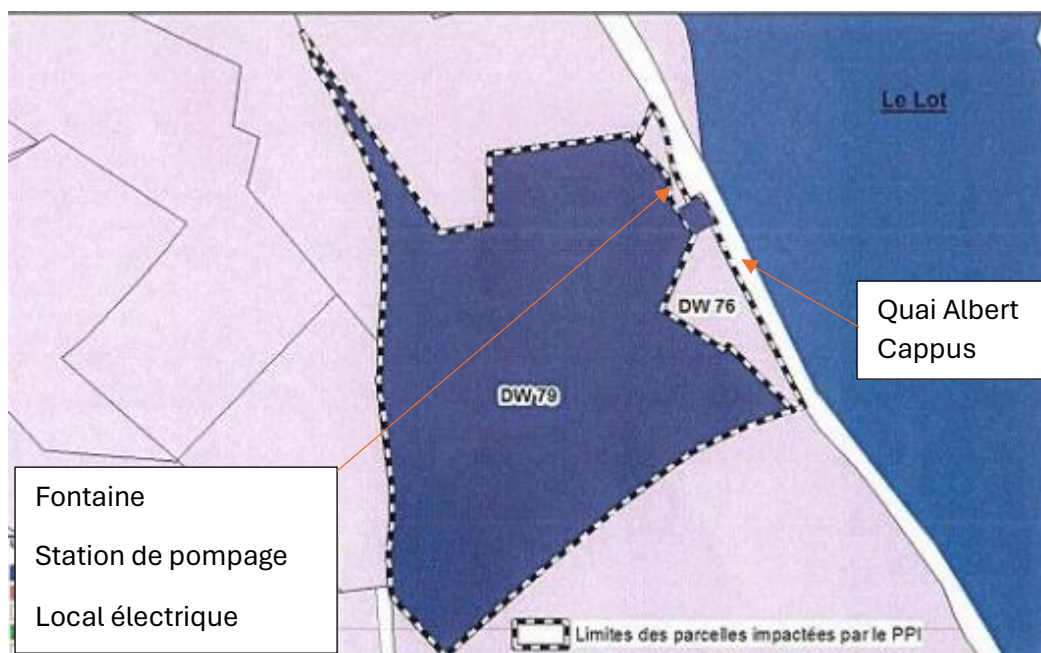 Le Lot
DW 76
Quai Albert
Cappus
DW 79
Fontaine
Station de pompage
Local électrique
Limites des parcelles impactées par le PPI